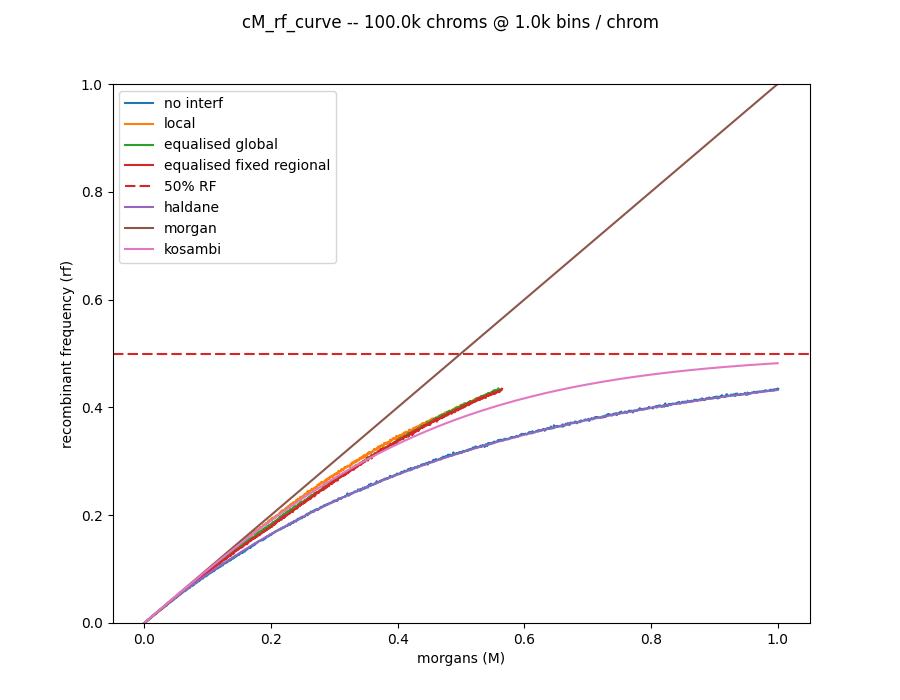 cM_rf_curve -- 100.0k chroms @ 1.0k bins / chrom
1.0
0.8
0.6
0.4
0.2
0.0
recombinant frequency (rf)
no interf
local
equalised global
equalised fixed regional
50% RF
haldane
morgan
kosambi
0.0 0.2 0.4 0.6 0.8 1.0
morgans (M)